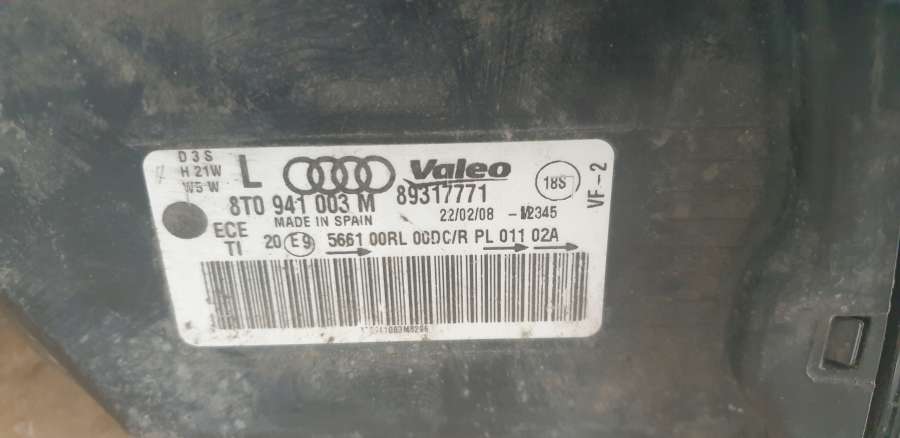 D3S
H 21W
W5W
L
Valeo
8T0 941 003 M 89317771
18S
VF-2
MADE IN SPAIN 22/02/08 -M2345
ECE
TI
20 E9 5661 00RL 00DC/R PL 011 02A